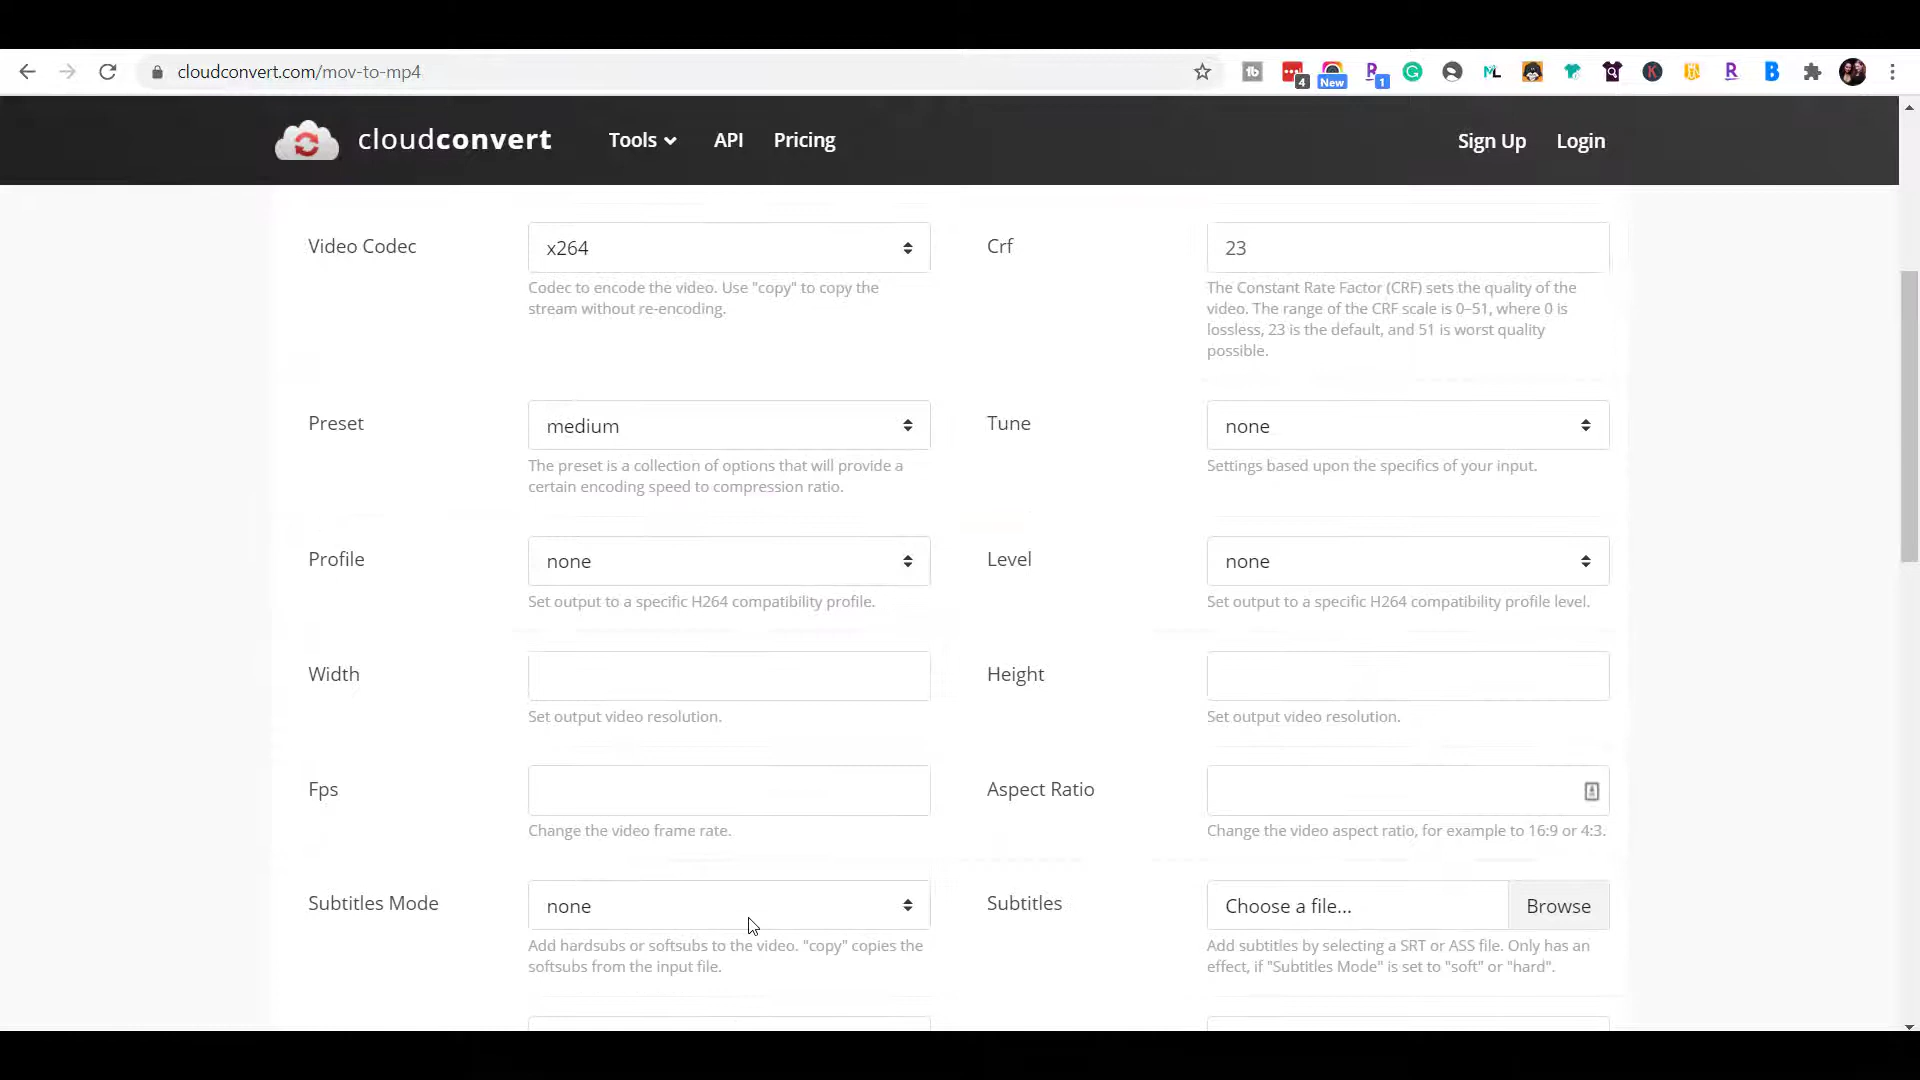 cloudconvert.com/mov-to-mp4
4
New
1
cloudconvert
Tools
API
Pricing
Sign Up
Login
Video Codec
x264
Codec to encode the video. Use "copy" to copy the
stream without re-encoding.
Crf
23
The Constant Rate Factor (CRF) sets the quality of the
video. The range of the CRF scale is 0–51, where 0 is
lossless, 23 is the default, and 51 is worst quality
possible.
Preset
medium
The preset is a collection of options that will provide a
certain encoding speed to compression ratio.
Tune
none
Settings based upon the specifics of your input.
Profile
none
Set output to a specific H264 compatibility profile.
Level
none
Set output to a specific H264 compatibility profile level.
Width
Set output video resolution.
Height
Set output video resolution.
Fps
Change the video frame rate.
Aspect Ratio
Change the video aspect ratio, for example to 16:9 or 4:3.
Subtitles Mode
none
Add hardsubs or softsubs to the video. "copy" copies the
softsubs from the input file.
Subtitles
Choose a file...
Browse
Add subtitles by selecting a SRT or ASS file. Only has an
effect, if "Subtitles Mode" is set to "soft" or "hard".